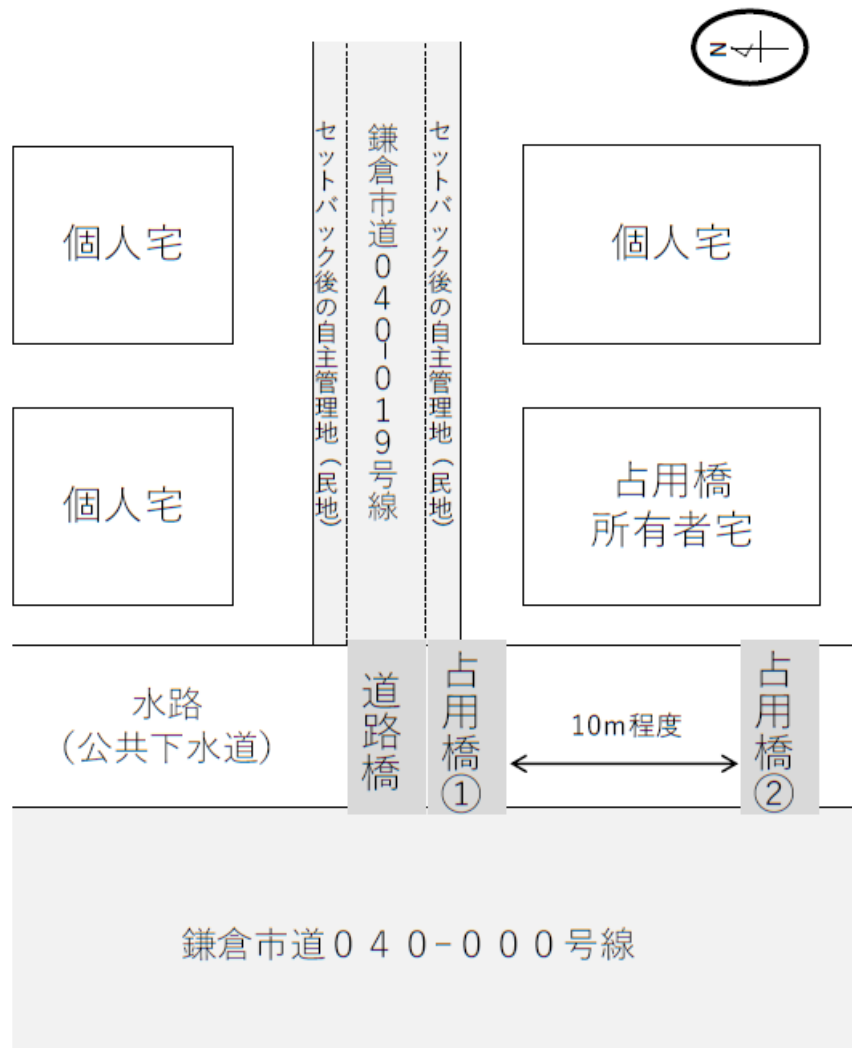 N
セットバック後の自主管理地（民地）
鎌倉市道０４０-０１９号線
セットバック後の自主管理地（民地）
個人宅
個人宅
個人宅
占用橋
所有者宅
水路
（公共下水道）
道路橋
占用橋①
10m程度
占用橋②
鎌倉市道０４０-０００号線